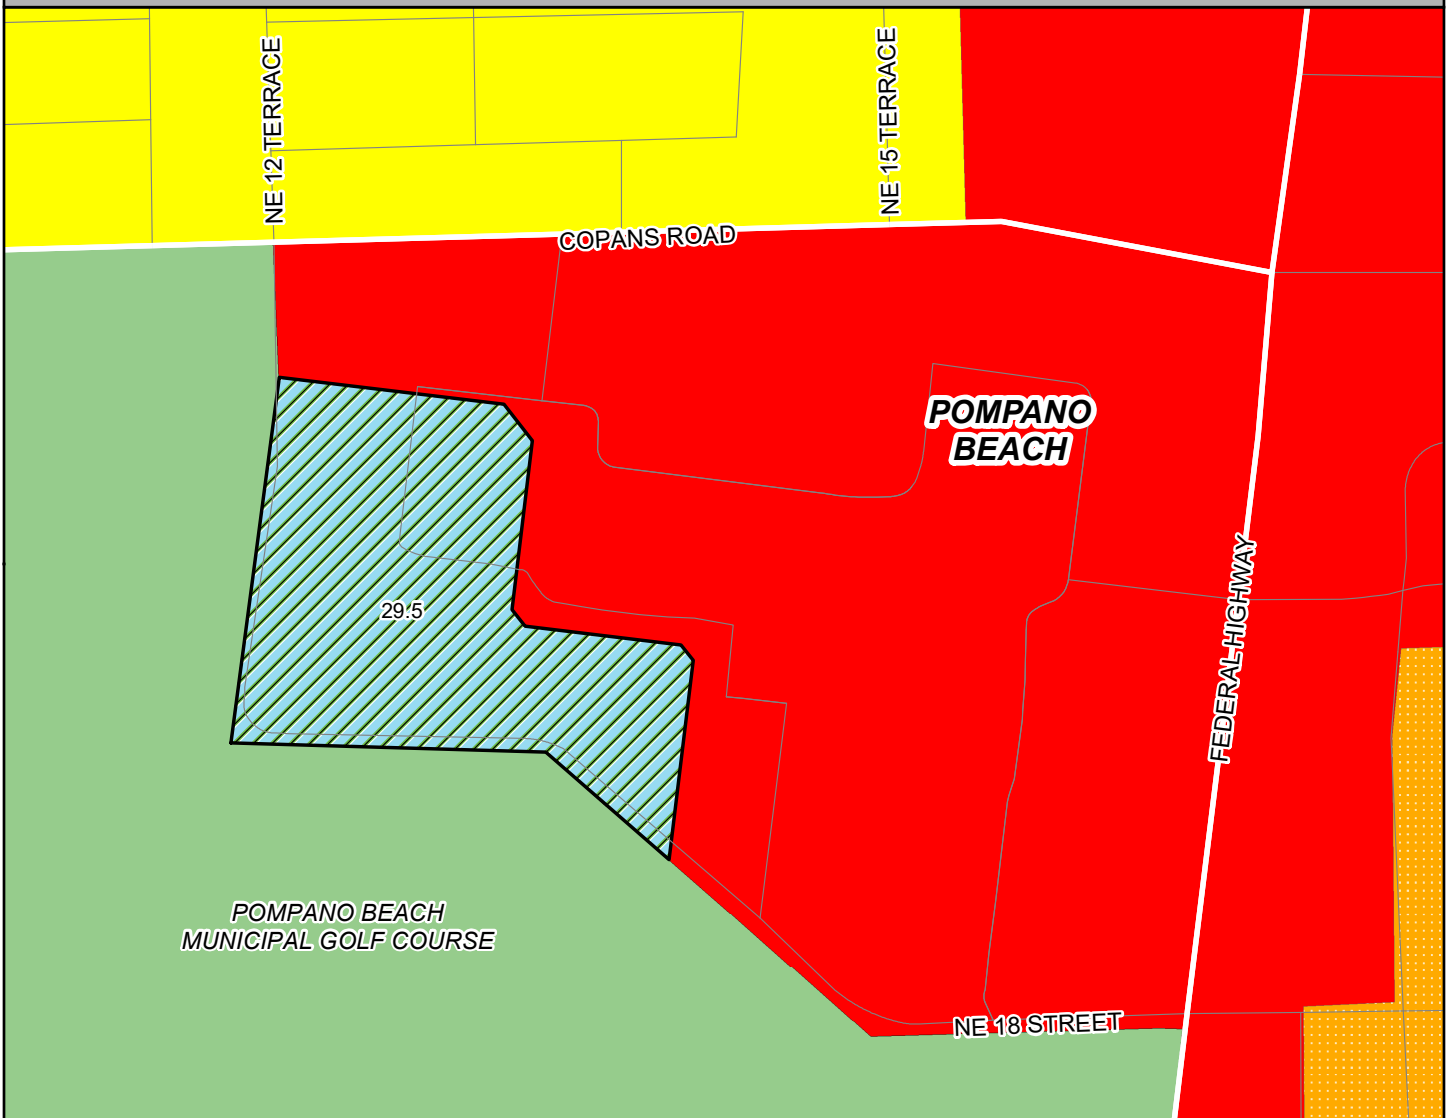 NE 12 TERRACE
NE 15 TERRACE
COPANS ROAD
POMPANO
BEACH
FEDERAL HIGHWAY
29.5
POMPANO BEACH
MUNICIPAL GOLF COURSE
NE 18 STREET